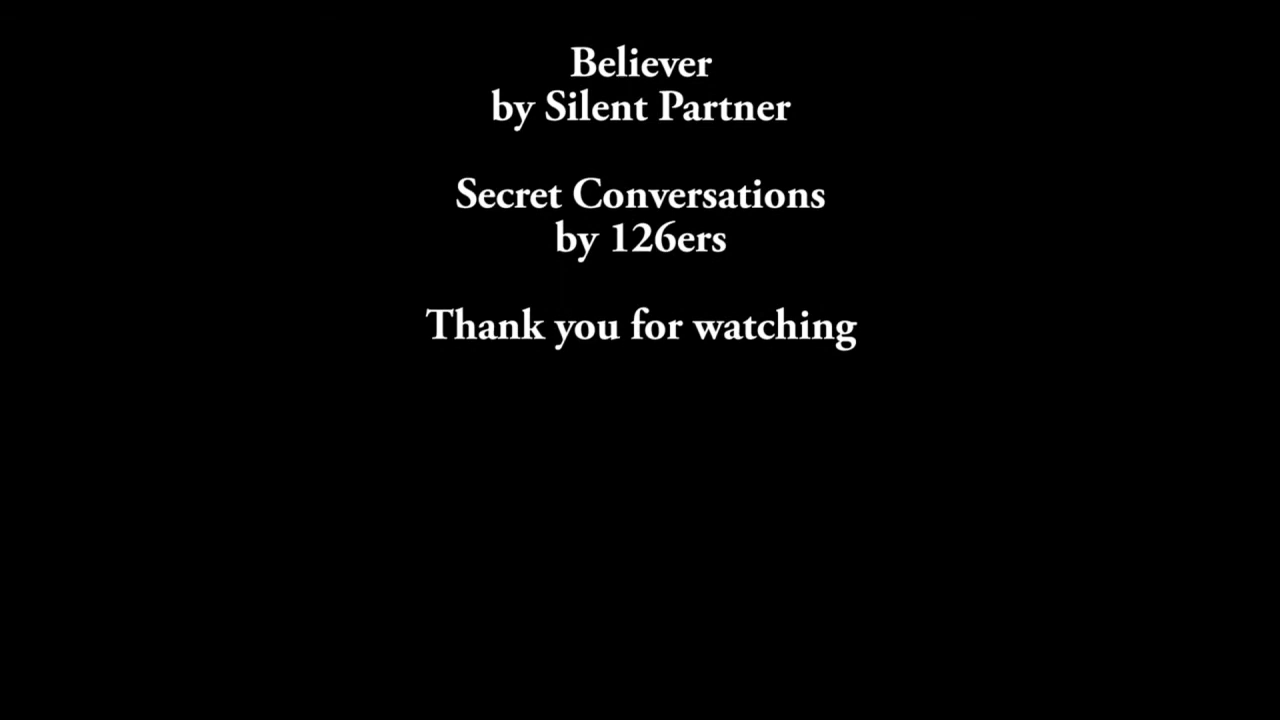 Believer
by Silent Partner
Secret Conversations
by 126ers
Thank you for watching